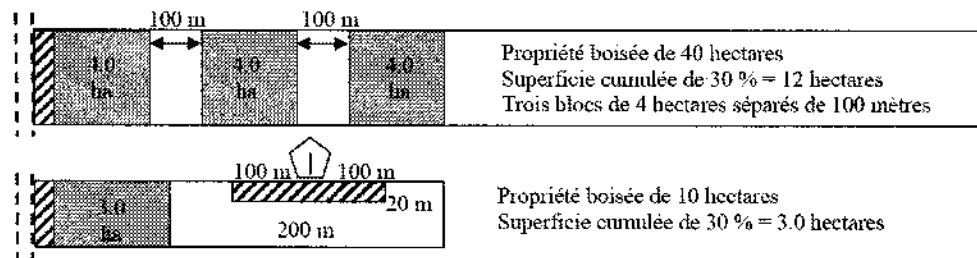 100 m 100 m
4.0 ha 4.0 ha 4.0 ha
Propriété boisée de 40 hectares
Superficie cumulée de 30 % = 12 hectares
Trois blocs de 4 hectares séparés de 100 mètres
100 m 100 m
3.0 ha
20 m
200 m
Propriété boisée de 10 hectares
Superficie cumulée de 30 % = 3.0 hectares